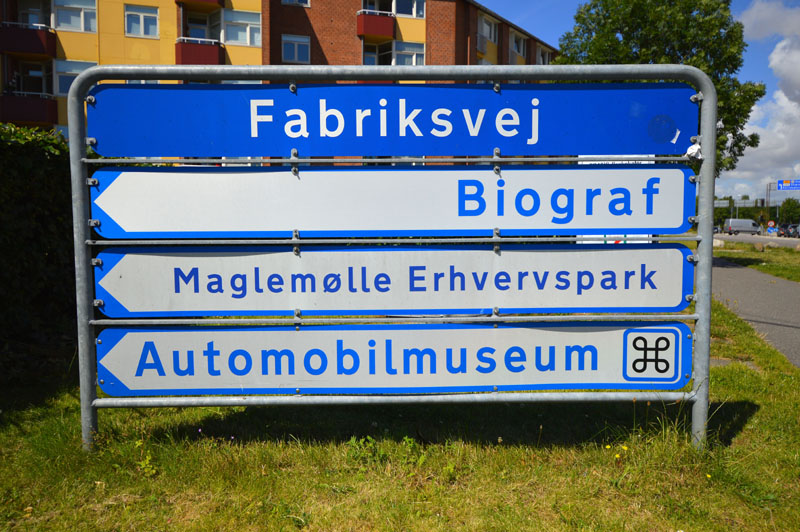 Fabriksvej
Biograf
Maglemølle Erhvervspark
Automobilmuseum